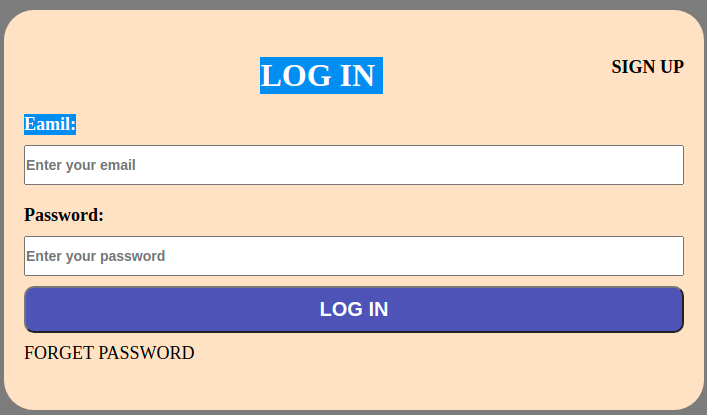 LOG IN
SIGN UP
Eamil:
Enter your email
Password:
Enter your password
LOG IN
FORGET PASSWORD